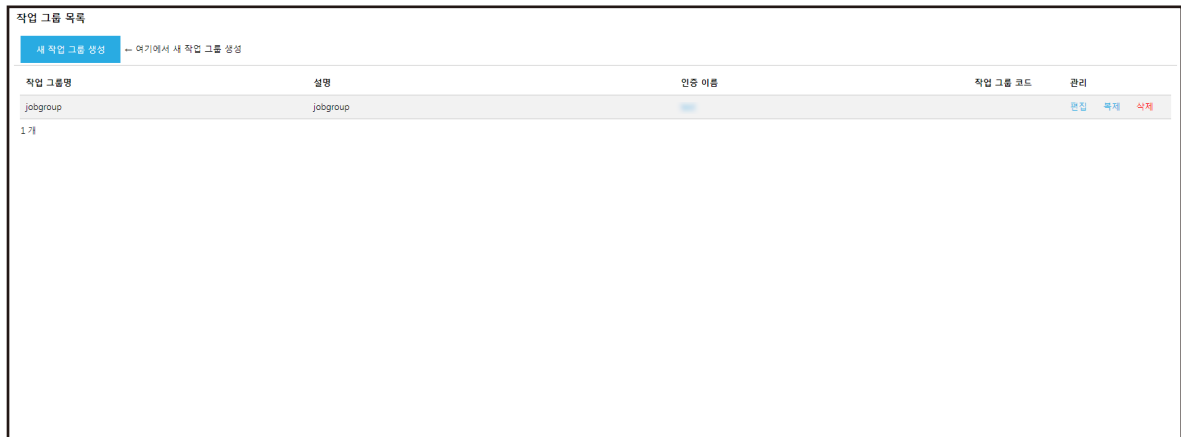 작업 그룹 목록
새 작업 그룹 생성 ← 여기에서 새 작업 그룹 생성
작업 그룹명 설명 인증 이름 작업 그룹 코드 관리
jobgroup jobgroup 편집 복제 삭제
1 개